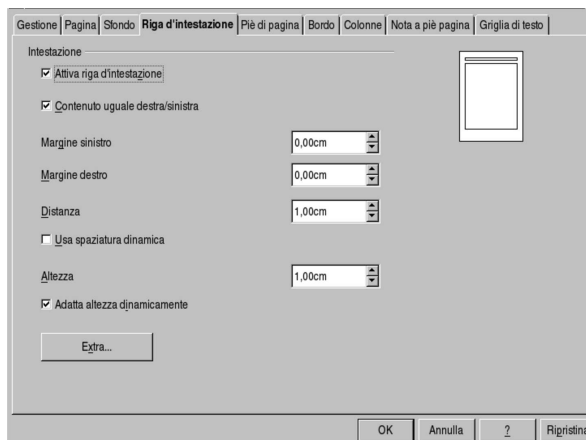 Gestione Pagina Sfondo Riga d'intestazione Piè di pagina Bordo Colonne Nota a piè pagina Griglia di testo
Intestazione
Attiva riga d'intestazione
Contenuto uguale destra/sinistra
Margine sinistro 0,00cm
Margine destro 0,00cm
Distanza 1,00cm
Usa spaziatura dinamica
Altezza 1,00cm
Adatta altezza dinamicamente
Extra...
OK Annulla ? Ripristina